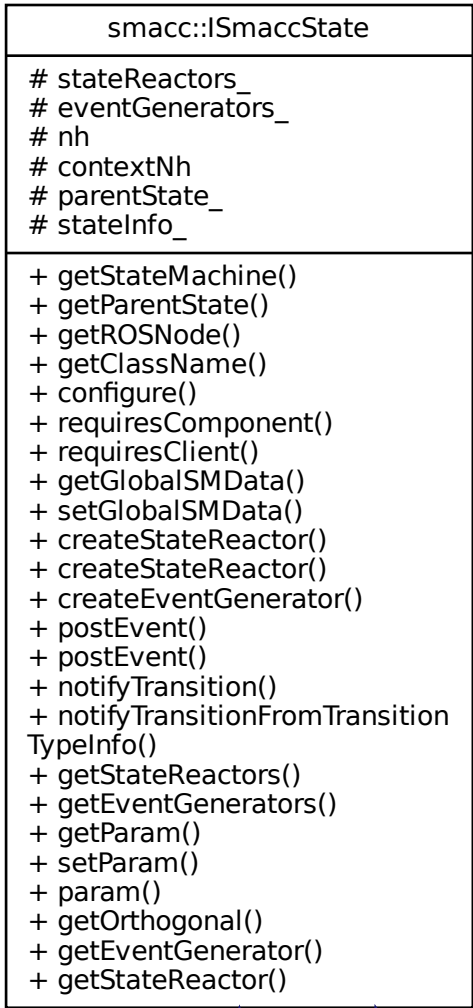 smacc::ISmaccState
# stateReactors_
# eventGenerators_
# nh
# contextNh
# parentState_
# stateInfo_
+ getStateMachine()
+ getParentState()
+ getROSNode()
+ getClassName()
+ configure()
+ requiresComponent()
+ requiresClient()
+ getGlobalSMData()
+ setGlobalSMData()
+ createStateReactor()
+ createStateReactor()
+ createEventGenerator()
+ postEvent()
+ postEvent()
+ notifyTransition()
+ notifyTransitionFromTransition
TypeInfo()
+ getStateReactors()
+ getEventGenerators()
+ getParam()
+ setParam()
+ param()
+ getOrthogonal()
+ getEventGenerator()
+ getStateReactor()